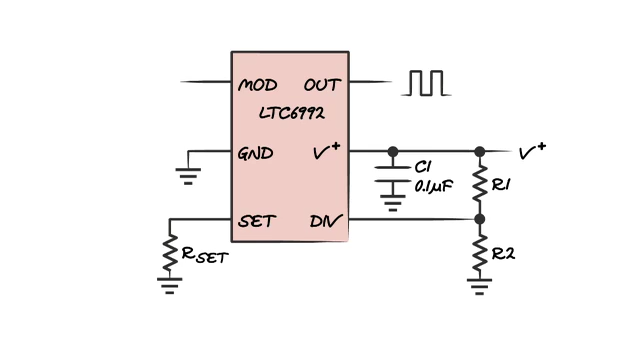 MOD OUT
LTC6992
GND V+ V+
C1
0.1µF R1
SET DIV
RSET R2